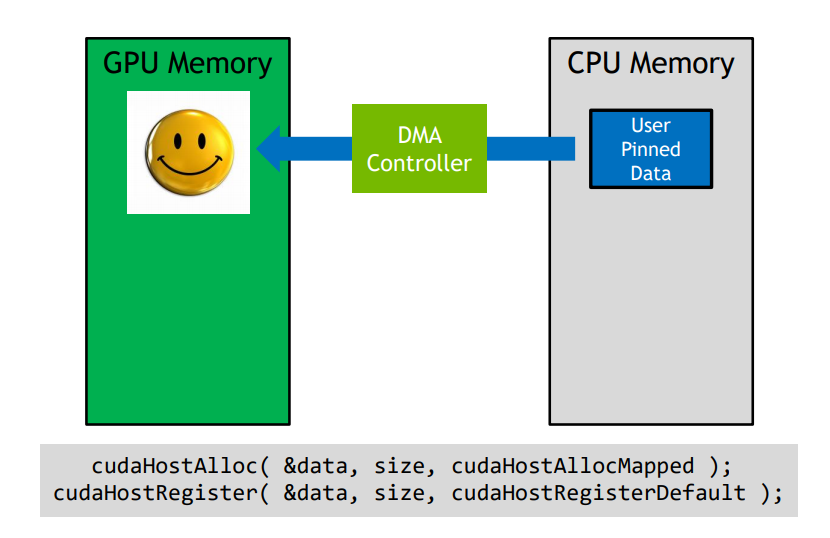 GPU Memory
CPU Memory
DMA
Controller
User
Pinned
Data
cudaHostAlloc( &data, size, cudaHostAllocMapped );
cudaHostRegister( &data, size, cudaHostRegisterDefault );